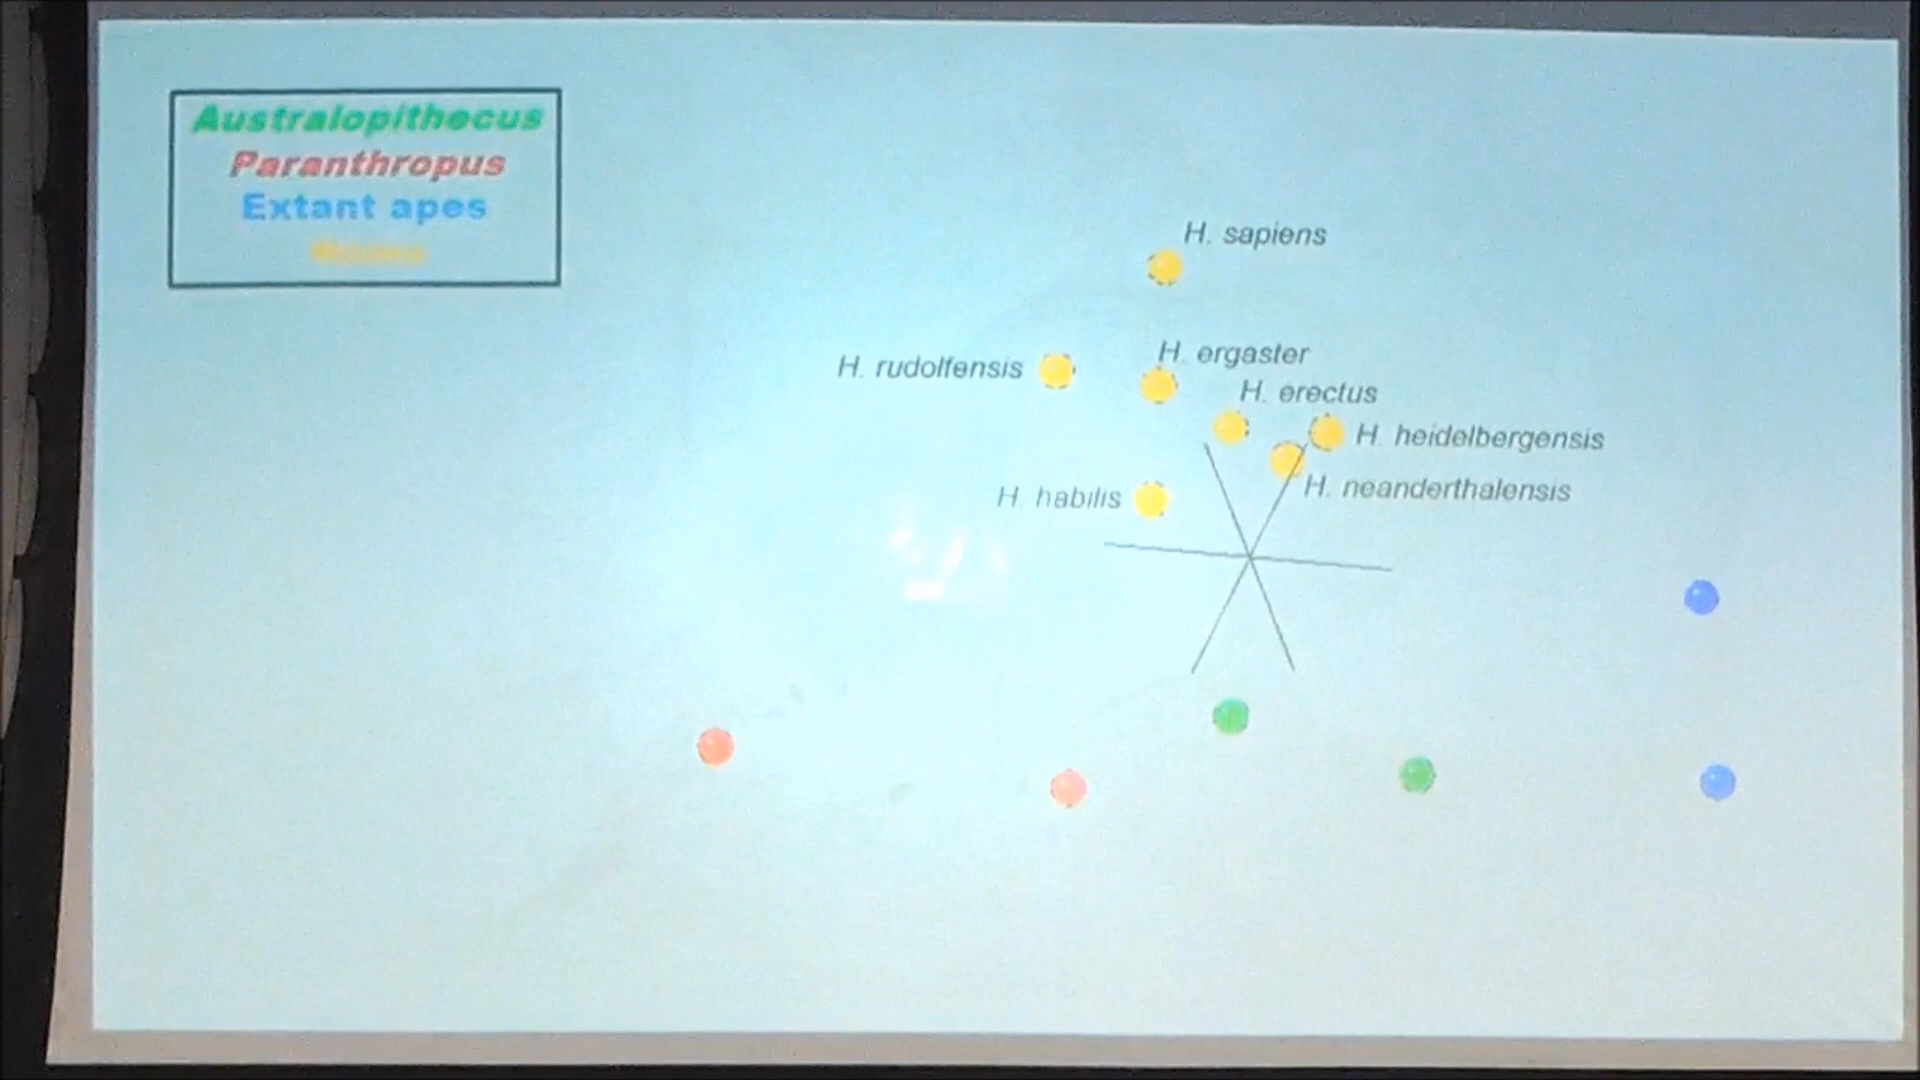 Australopithecus
Paranthropus
Extant apes
H. sapiens
H. ergaster
H. rudolfensis
H. erectus
H. heidelbergensis
H. neanderthalensis
H. habilis